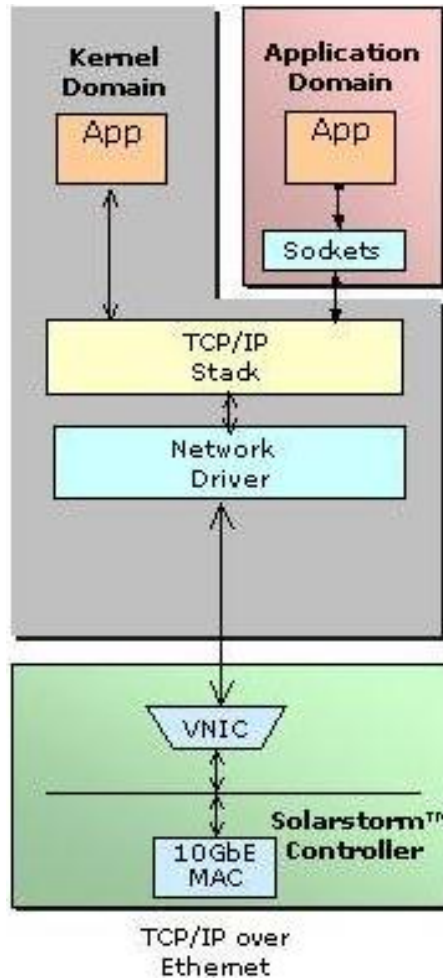 Kernel
Domain
App
Application
Domain
App
Sockets
TCP/IP
Stack
Network
Driver
VNIC
Solarstorm™
Controller
10GbE
MAC
TCP/IP over
Ethernet